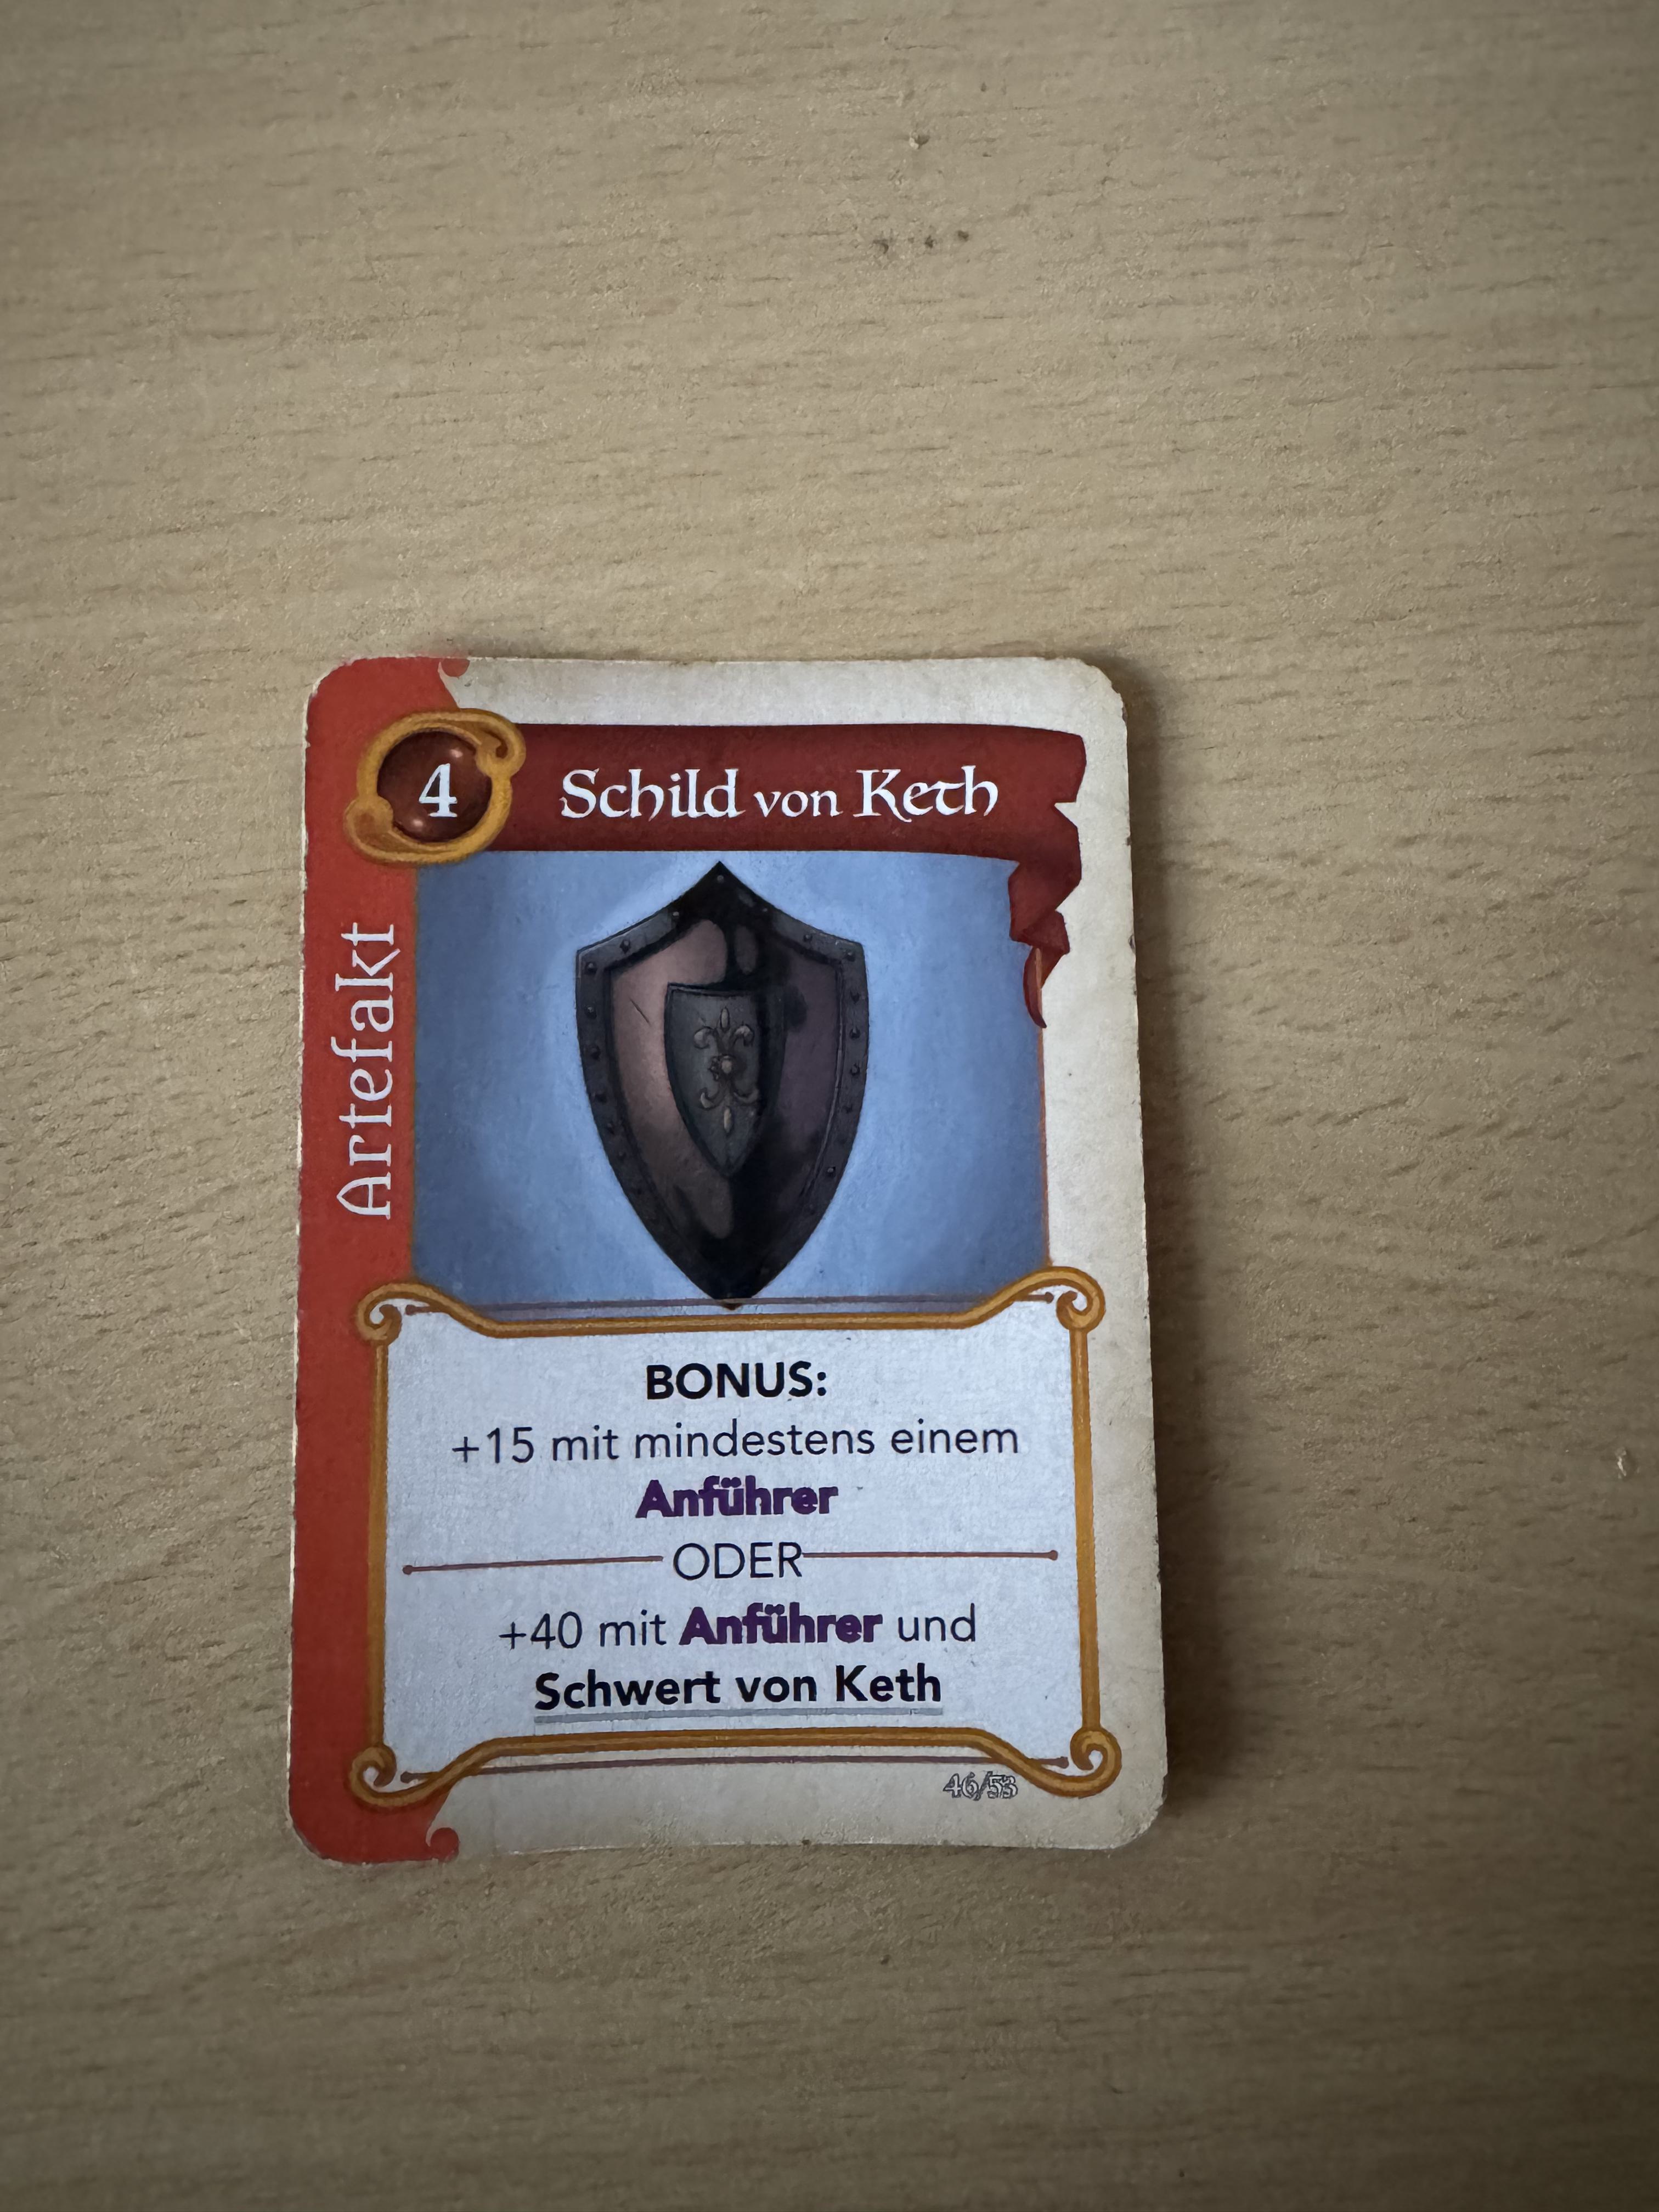 4
Schild von Keth
Artefakt
BONUS:
+15 mit mindestens einem
Anführer
ODER
+40 mit Anführer und
Schwert von Keth
46/53